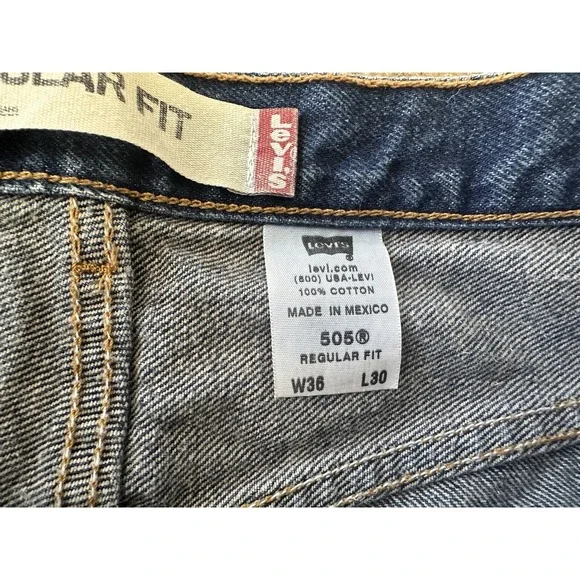 ULAR FIT
Levi's
LEVI'S
levi.com
(800) USA-LEVI
100% COTTON
MADE IN MEXICO
505®
REGULAR FIT
W36 L30